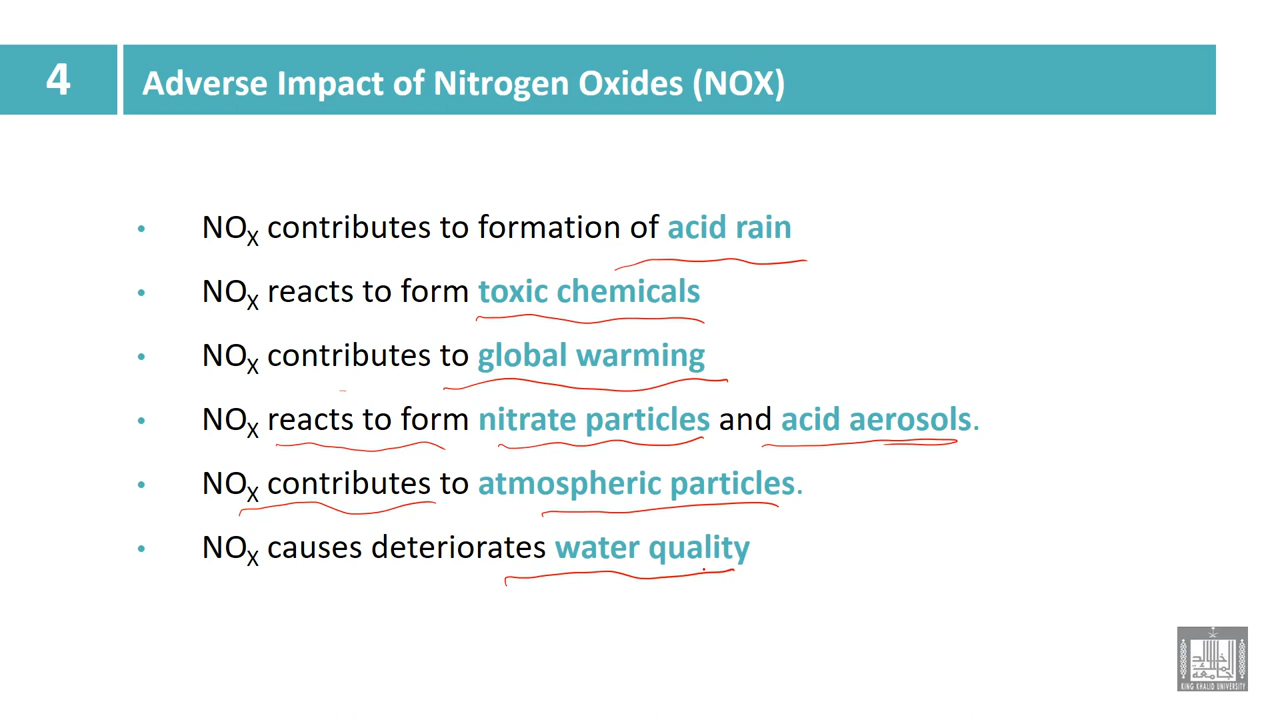 4
Adverse Impact of Nitrogen Oxides (NOX)
• NOX contributes to formation of acid rain
• NOX reacts to form toxic chemicals
• NOX contributes to global warming
• NOX reacts to form nitrate particles and acid aerosols.
• NOX contributes to atmospheric particles.
• NOX causes deteriorates water quality
KING KHALID UNIVERSITY